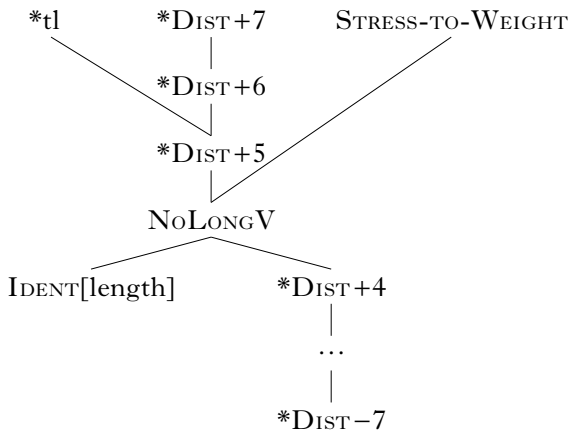 *tl *DIST+7 STRESS-TO-WEIGHT
*DIST+6
*DIST+5
NOLONGV
IDENT[length] *DIST+4
...
*DIST−7